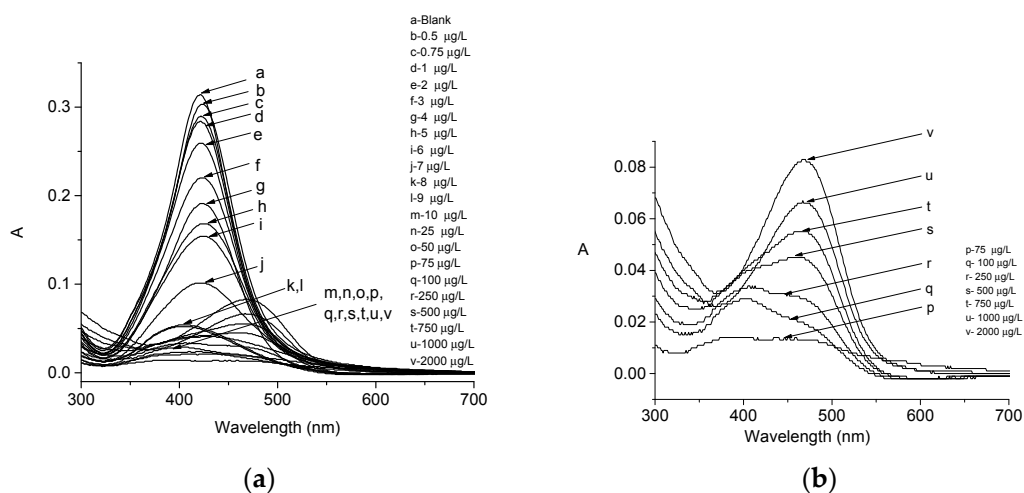 a-Blank
b-0.5 µg/L
c-0.75 µg/L
d-1 µg/L
e-2 µg/L
f-3 µg/L
g-4 µg/L
h-5 µg/L
i-6 µg/L
j-7 µg/L
k-8 µg/L
l-9 µg/L
m-10 µg/L
n-25 µg/L
o-50 µg/L
p-75 µg/L
q-100 µg/L
r-250 µg/L
s-500 µg/L
t-750 µg/L
u-1000 µg/L
v-2000 µg/L
a
b
c
d
e
f
g
h
i
j
k,l
m,n,o,p,
q,r,s,t,u,v
A
0.3
0.2
0.1
0.0
300 400 500 600 700
Wavelength (nm)
(a)
v
u
t
s
r
q
p
p-75 µg/L
q- 100 µg/L
r- 250 µg/L
s- 500 µg/L
t- 750 µg/L
u- 1000 µg/L
v- 2000 µg/L
A
0.08
0.06
0.04
0.02
0.00
300 400 500 600 700
Wavelength (nm)
(b)